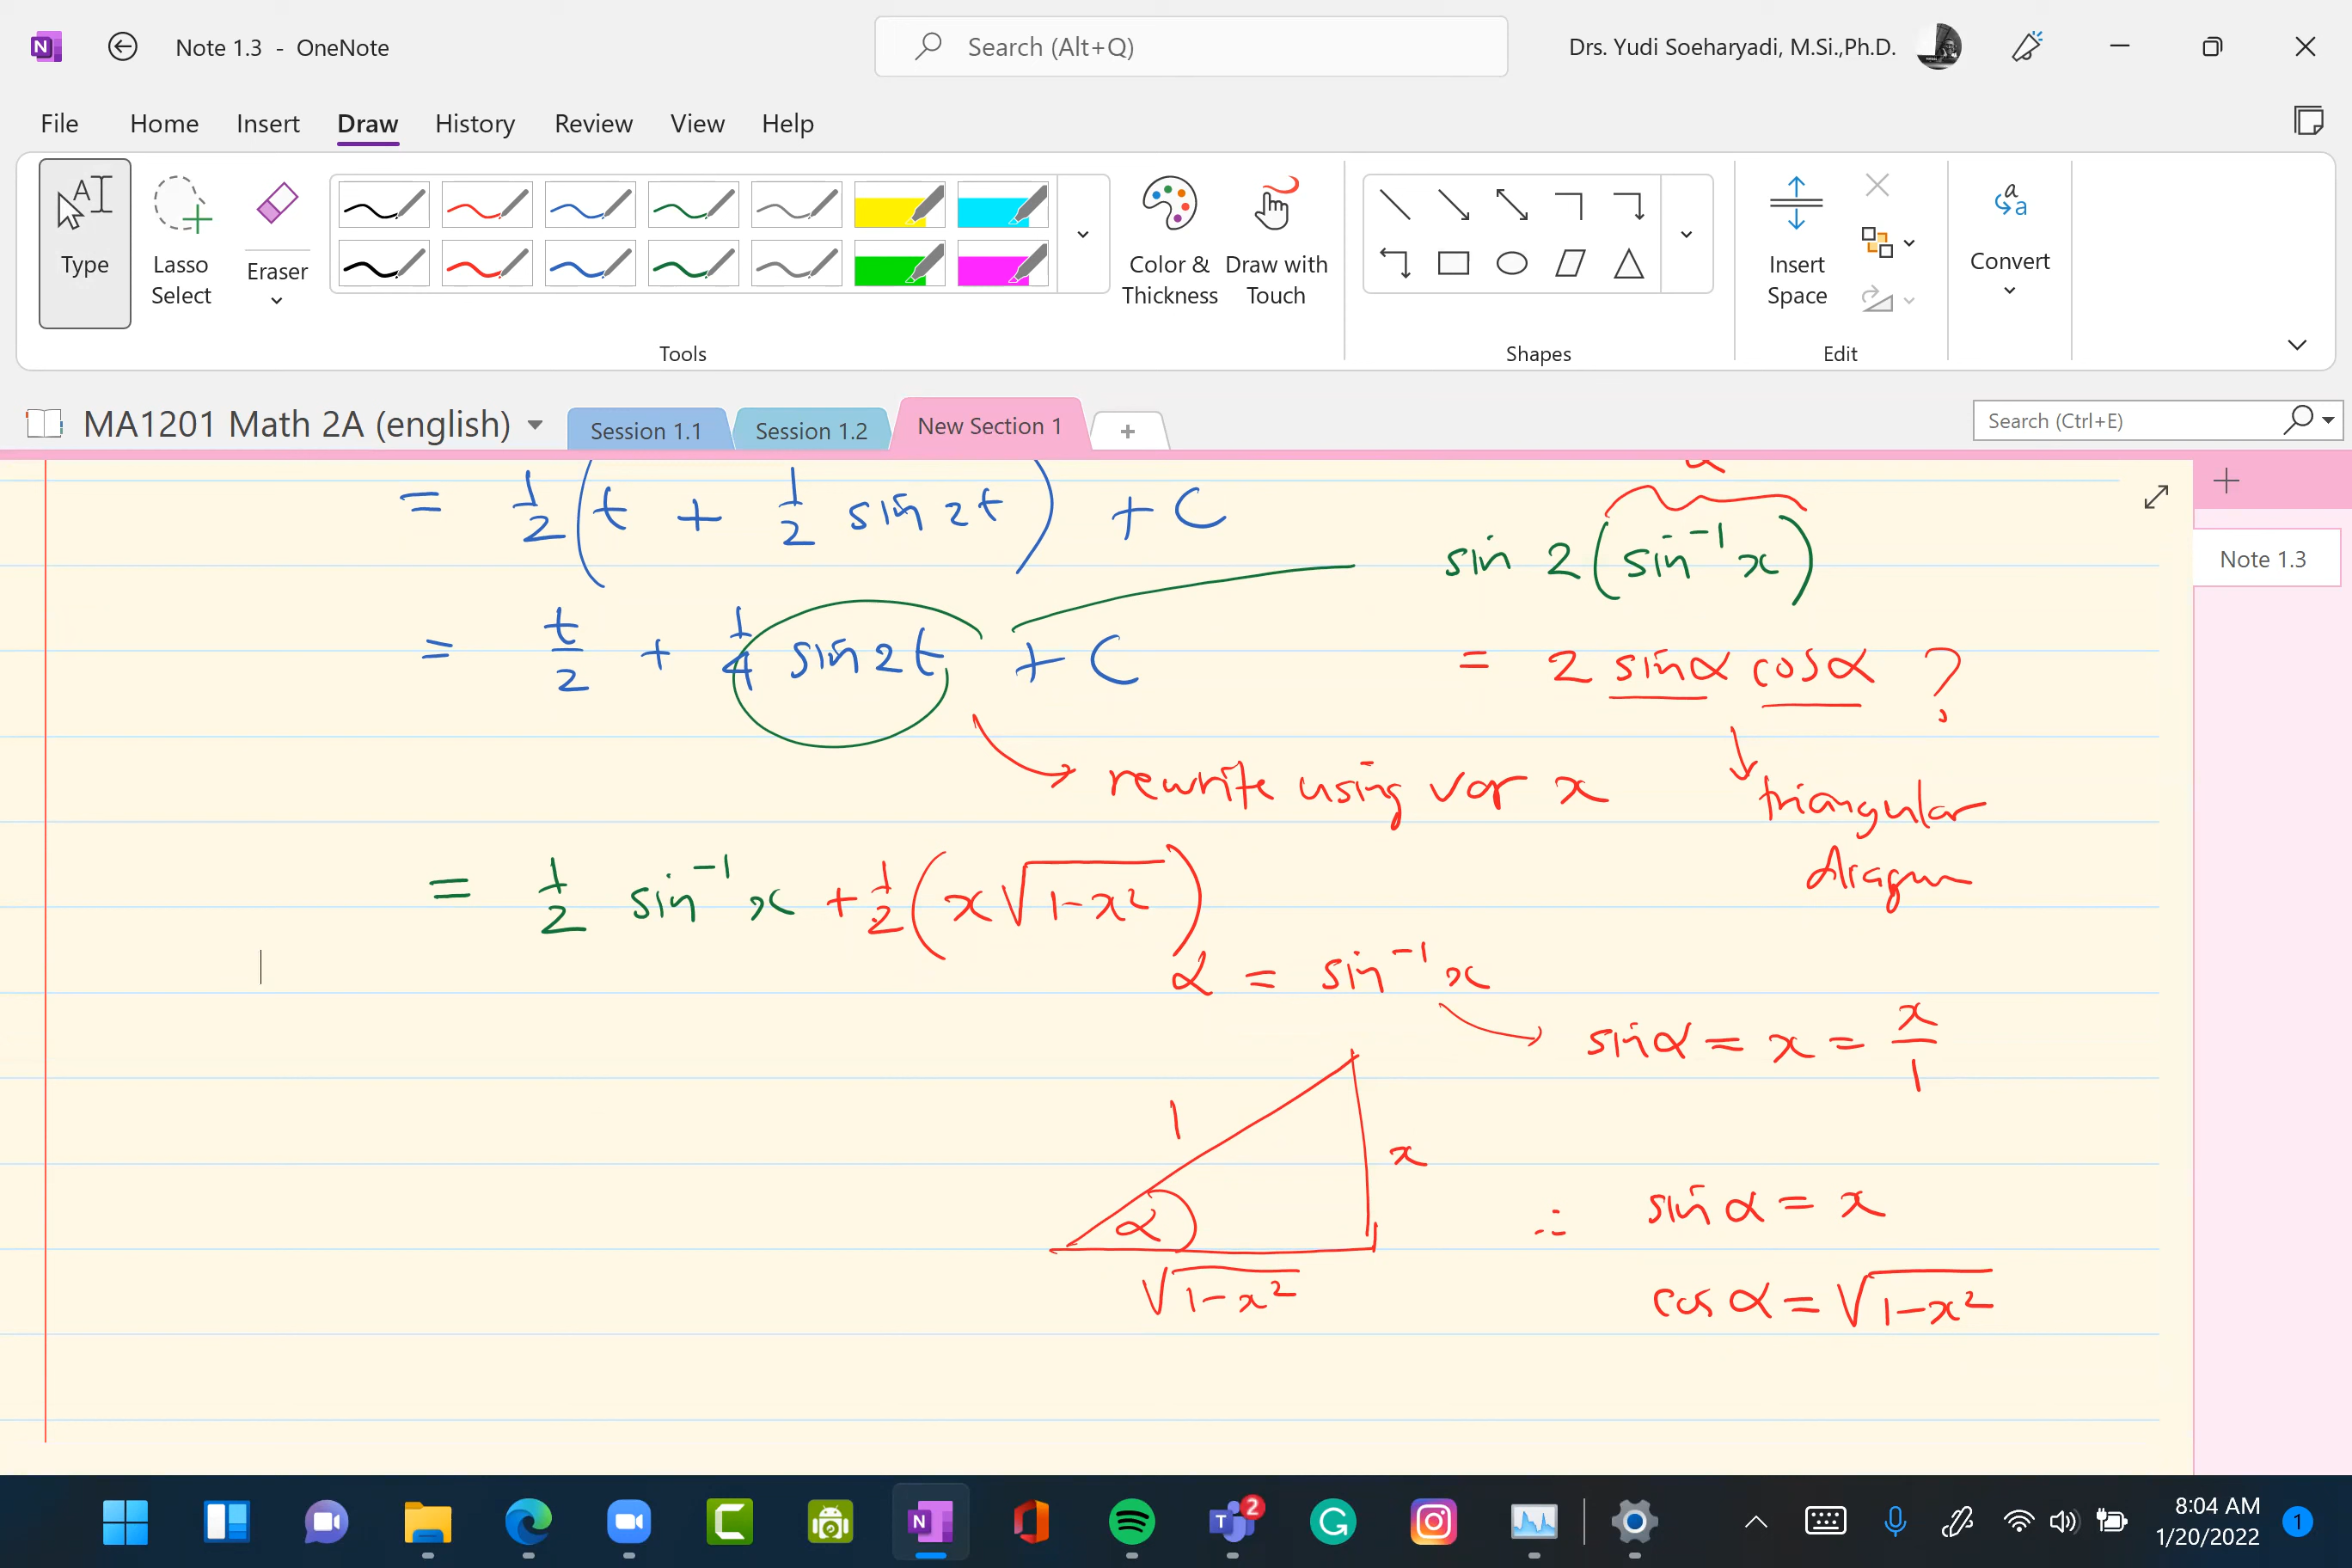 Note 1.3 - OneNote
Search (Alt+Q)
Drs. Yudi Soeharyadi, M.Si.,Ph.D.
File Home Insert Draw History Review View Help
Type
Lasso Select
Eraser
Color & Thickness
Draw with Touch
Insert Space
Convert
Tools
Shapes
Edit
MA1201 Math 2A (english)
Session 1.1
Session 1.2
New Section 1
+
Search (Ctrl+E)
Note 1.3
= 1/2 (t + 1/2 sin 2t) + C
= t/2 + 1/4 sin 2t + C
α
sin 2(sin⁻¹ x)
= 2 sin α cos α ?
→ rewrite using var x
triangular
= 1/2 sin⁻¹ x + 1/2 (x√(1-x²))
α = sin⁻¹ x
sin α = x = x/1
1
x
α
√(1-x²)
∴ sin α = x
cos α = √(1-x²)
2
8:04 AM
1/20/2022
1